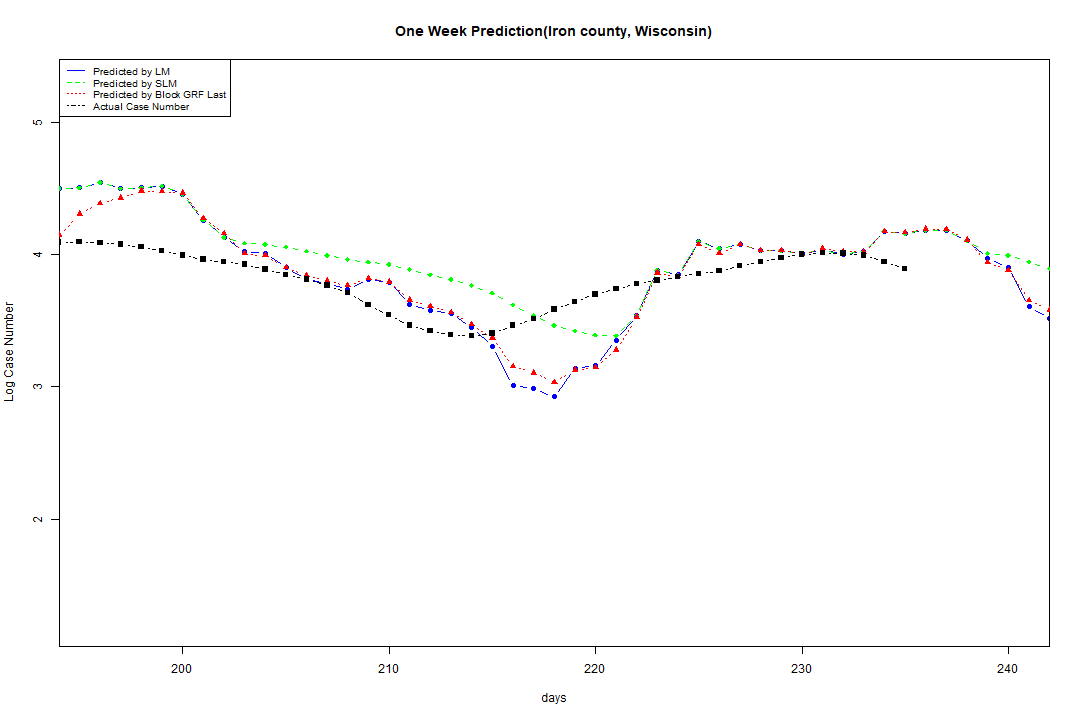 One Week Prediction(Iron county, Wisconsin)
Predicted by LM
Predicted by SLM
Predicted by Block GRF Last
Actual Case Number
Log Case Number
5
4
3
2
200
210
220
230
240
days